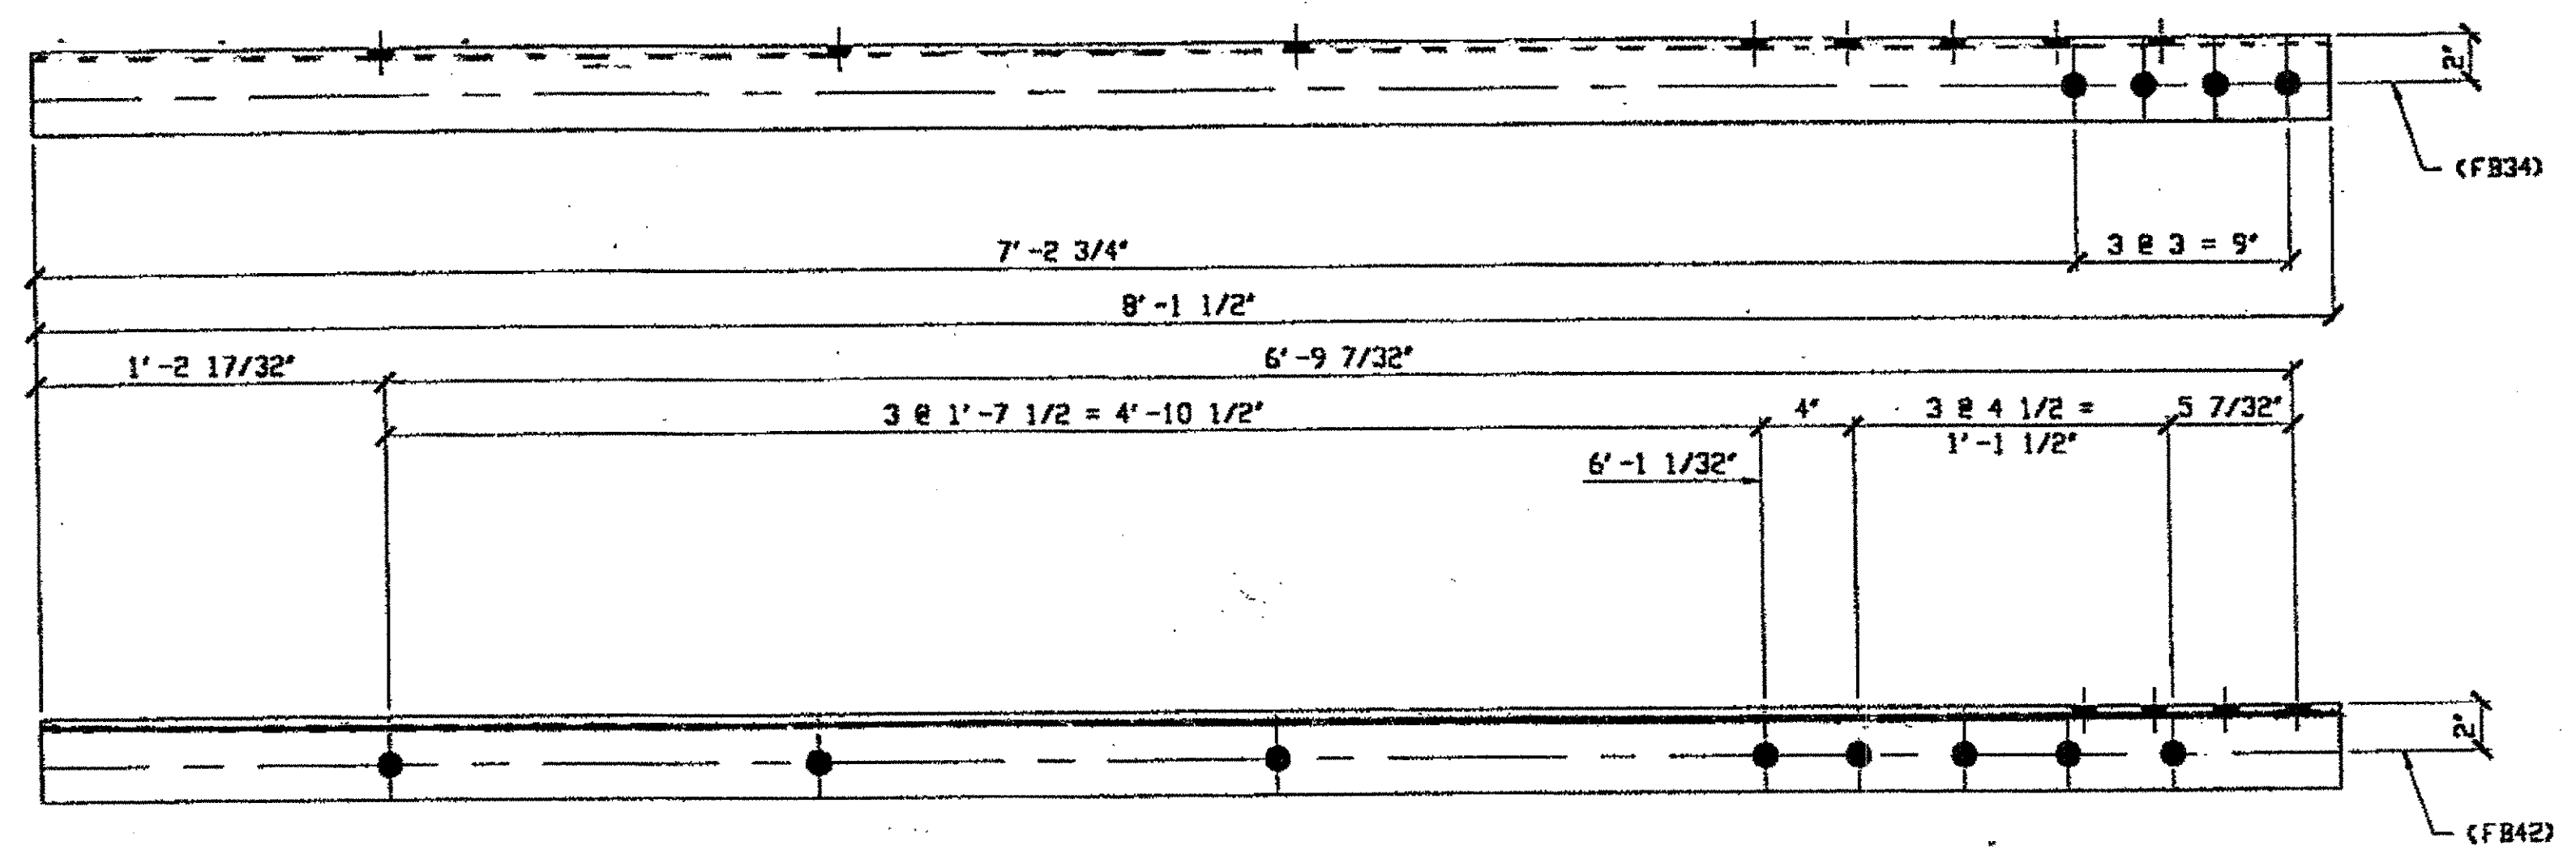 2"
(FB34)
7'-2 3/4"
3 @ 3 = 9"
8'-1 1/2"
1'-2 17/32"
6'-9 7/32"
3 @ 1'-7 1/2 = 4'-10 1/2"
4"
3 @ 4 1/2 =
1'-1 1/2"
5 7/32"
6'-1 1/32"
2"
(FB42)